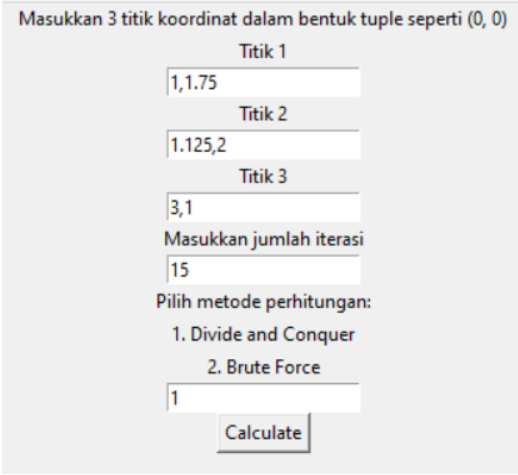 Masukkan 3 titik koordinat dalam bentuk tuple seperti (0, 0)
Titik 1
1,1.75
Titik 2
1.125,2
Titik 3
3,1
Masukkan jumlah iterasi
15
Pilih metode perhitungan:
1. Divide and Conquer
2. Brute Force
1
Calculate